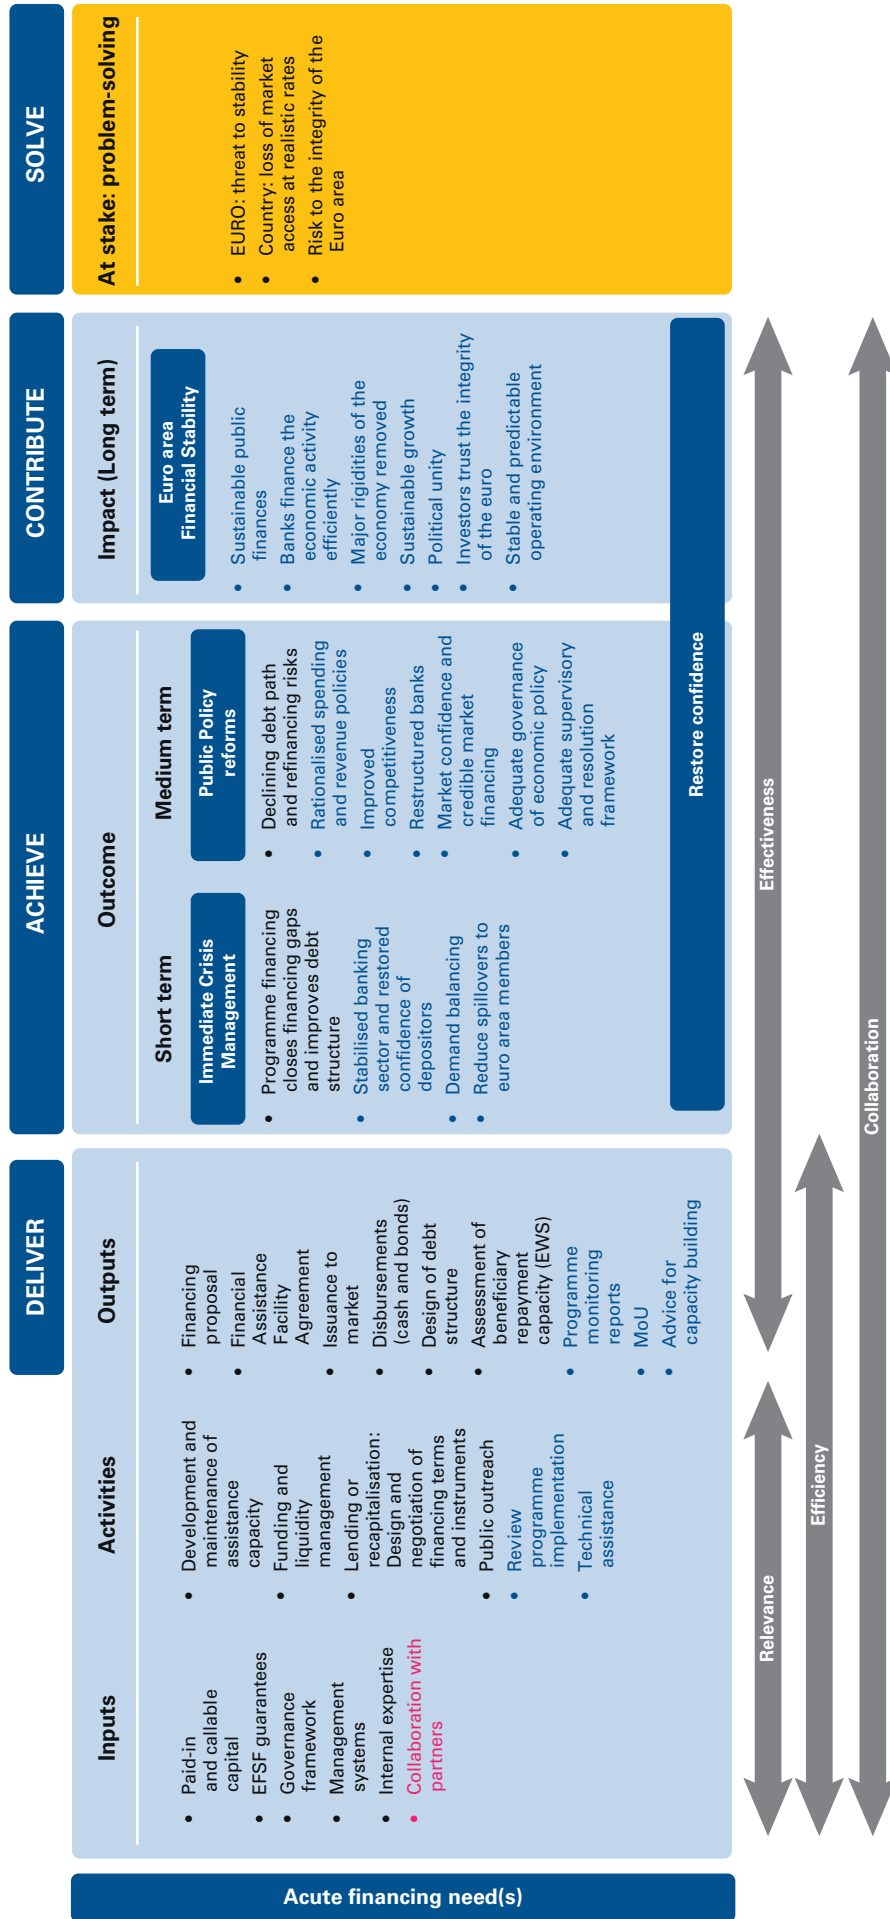 Acute financing need(s)
DELIVER
Inputs
• Paid-in
and callable
capital
• EFSF guarantees
• Governance
framework
• Management
systems
• Internal expertise
• Collaboration with
partners
Activities
• Development and
maintenance of
assistance
capacity
• Funding and
liquidity
management
• Lending or
recapitalisation:
Design and
negotiation of
financing terms
and instruments
• Public outreach
• Review
programme
implementation
• Technical
assistance
Outputs
• Financing
proposal
• Financial
Assistance
Facility
Agreement
• Issuance to
market
• Disbursements
(cash and bonds)
• Design of debt
structure
• Assessment of
beneficiary
repayment
capacity (EWS)
• Programme
monitoring
reports
• MoU
• Advice for
capacity building
ACHIEVE
Outcome
Short term
Immediate Crisis
Management
• Programme financing
closes financing gaps
and improves debt
structure
• Stabilised banking
sector and restored
confidence of
depositors
• Demand balancing
• Reduce spillovers to
euro area members
Medium term
Public Policy
reforms
• Declining debt path
and refinancing risks
• Rationalised spending
and revenue policies
• Improved
competitiveness
• Restructured banks
• Market confidence and
credible market
financing
• Adequate governance
of economic policy
• Adequate supervisory
and resolution
framework
CONTRIBUTE
Impact (Long term)
Euro area
Financial Stability
• Sustainable public
finances
• Banks finance the
economic activity
efficiently
• Major rigidities of the
economy removed
• Sustainable growth
• Political unity
• Investors trust the integrity
of the euro
• Stable and predictable
operating environment
Restore confidence
SOLVE
At stake: problem-solving
• EURO: threat to stability
• Country: loss of market
access at realistic rates
• Risk to the integrity of the
Euro area
Relevance
Effectiveness
Efficiency
Collaboration